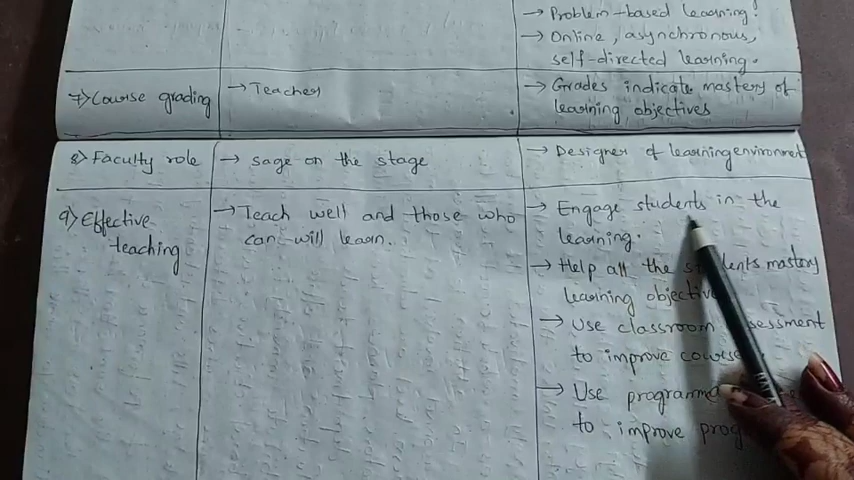 → Problem-based learning.
→ Online, asynchronous,
self-directed learning.
7> Course grading → Teacher → Grades indicate mastery of
learning objectives
8> Faculty role → sage on the stage → Designer of learning environment
9> Effective → Teach well and those who → Engage students in the
teaching can will learn. learning.
→ Help all the mastery
learning
→ Use classroom
to improve
→ Use
to improve